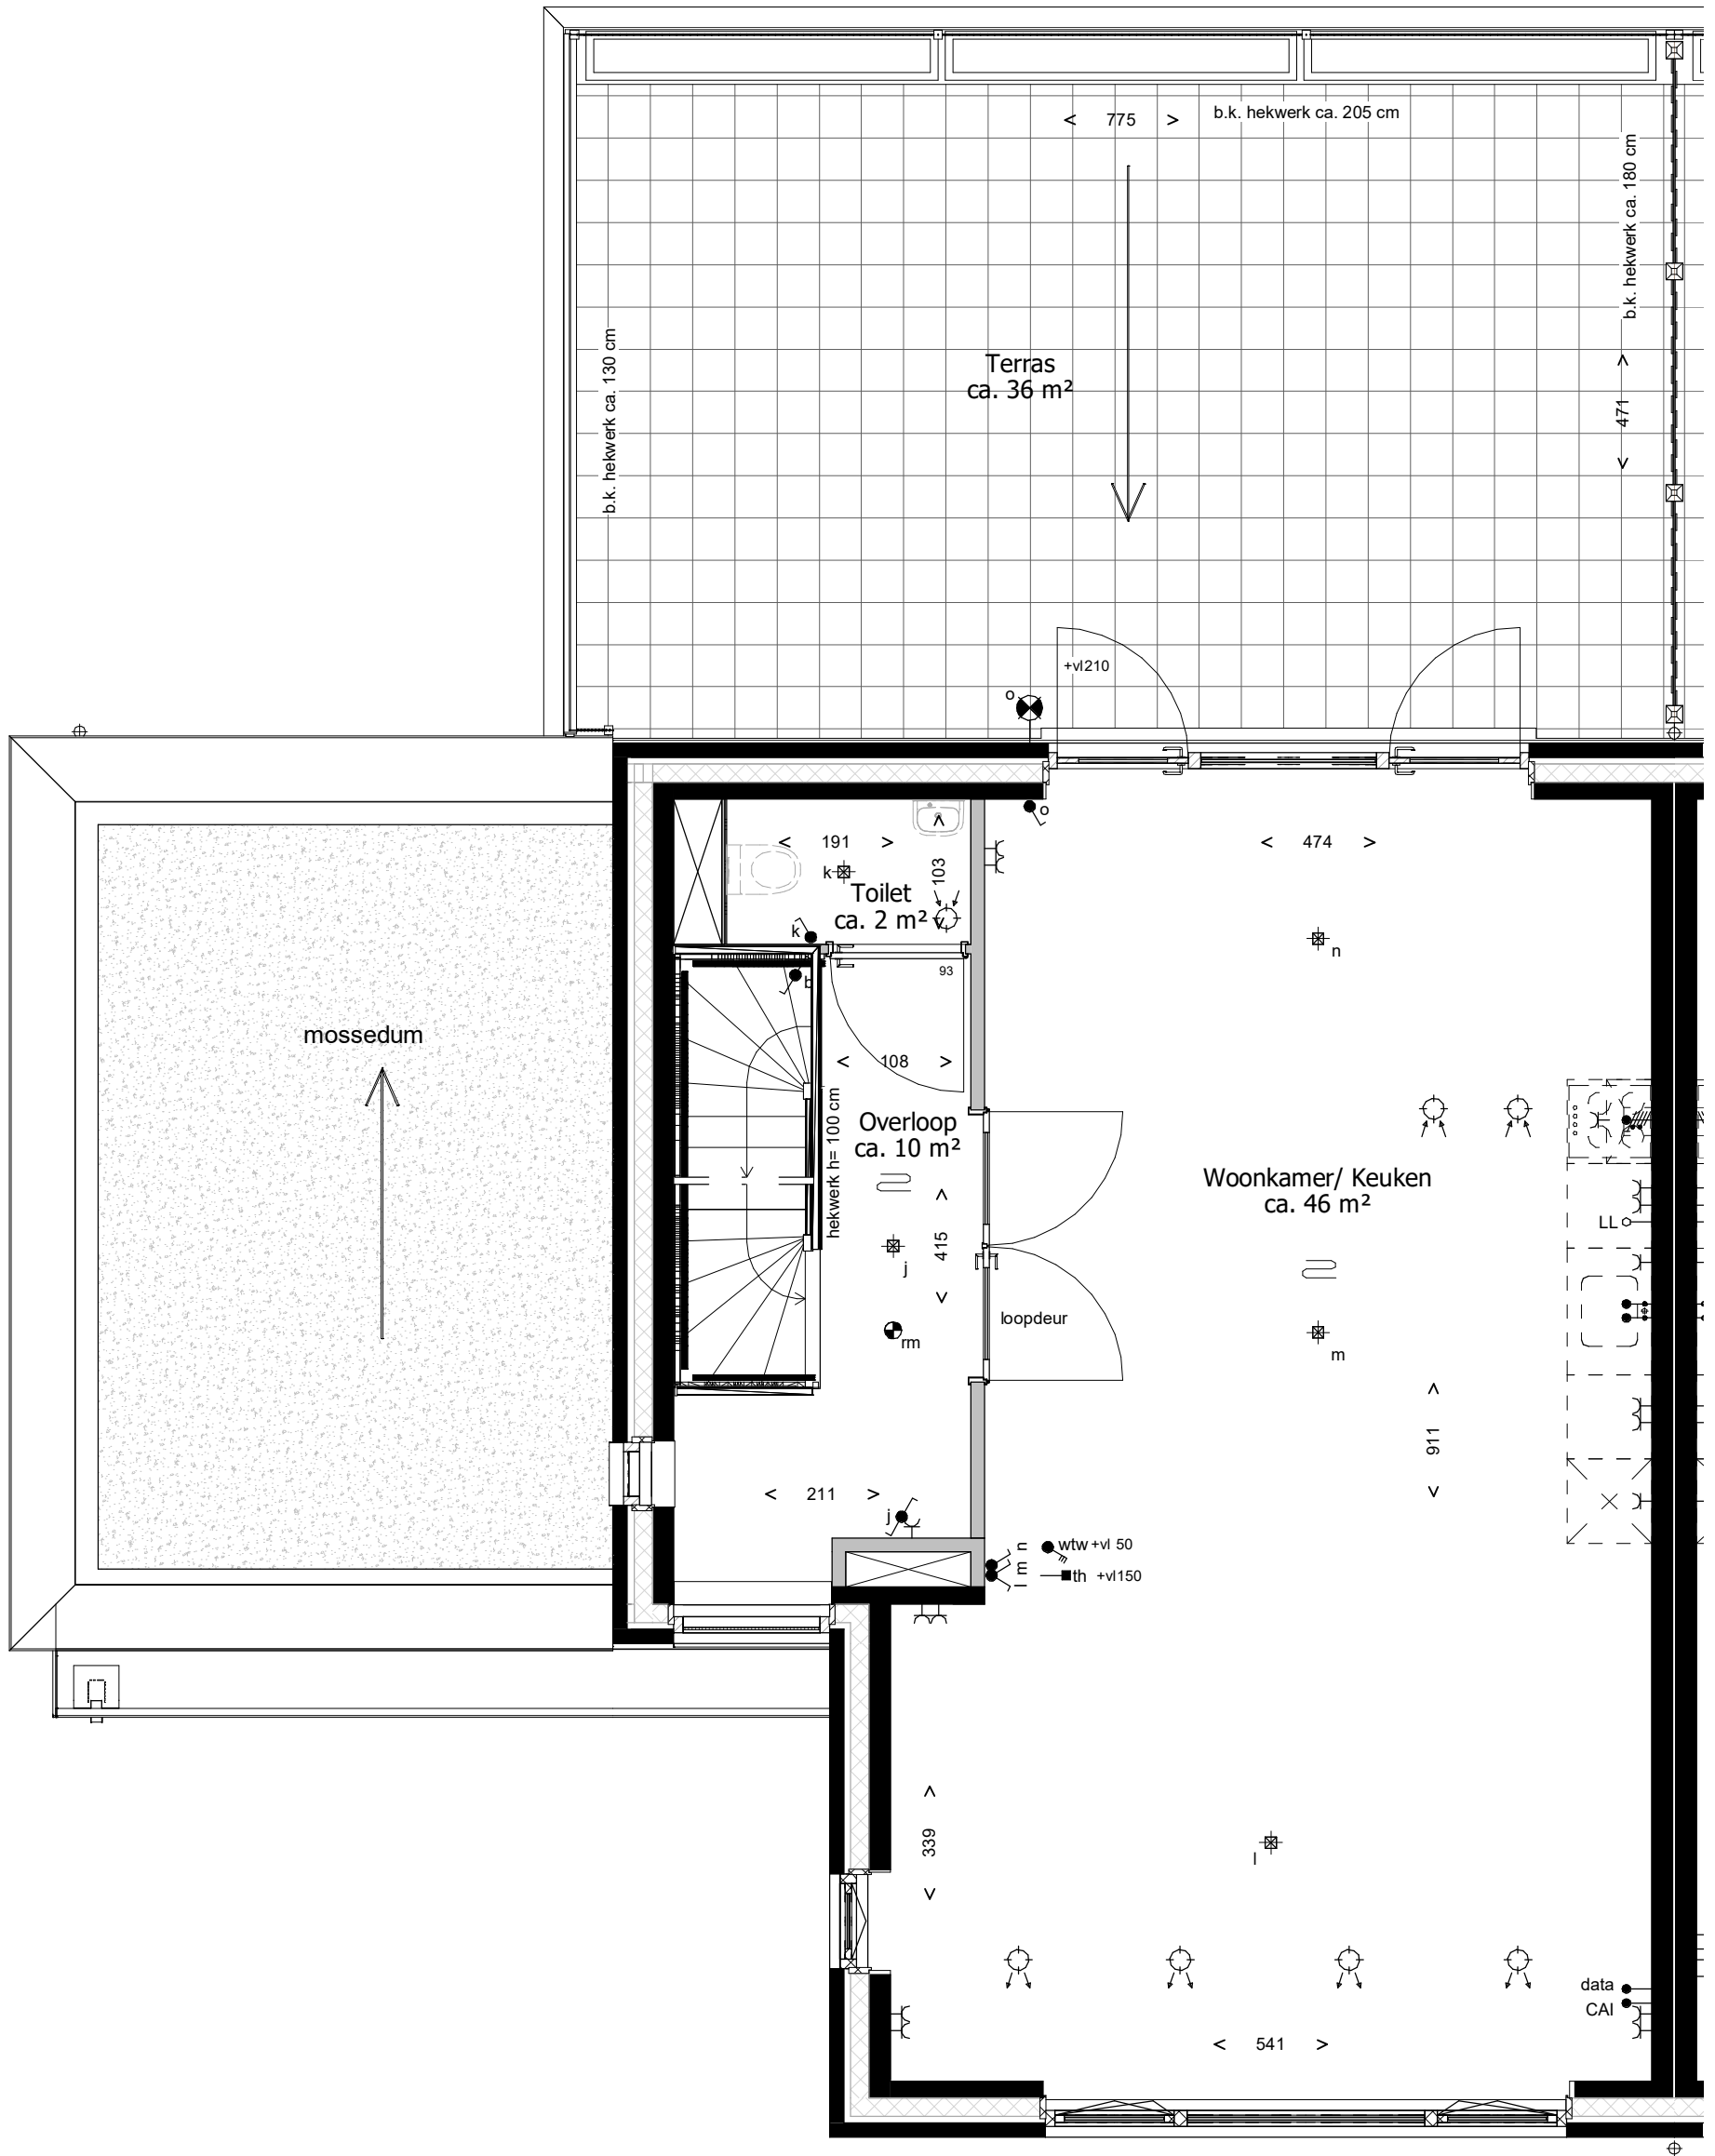 775
b.k. hekwerk ca. 205 cm
b.k. hekwerk ca. 180 cm
b.k. hekwerk ca. 130 cm
Terras
ca. 36 m²
471
+vl210
o
o
191
474
k
103
Toilet
ca. 2 m²
k
n
b
93
mossedum
108
hekwerk h= 100 cm
Overloop
ca. 10 m²
Woonkamer/ Keuken
ca. 46 m²
LL
415
j
loopdeur
rm
m
911
211
j
n
m
l
wtw +vl 50
th +vl150
339
l
data
CAI
541